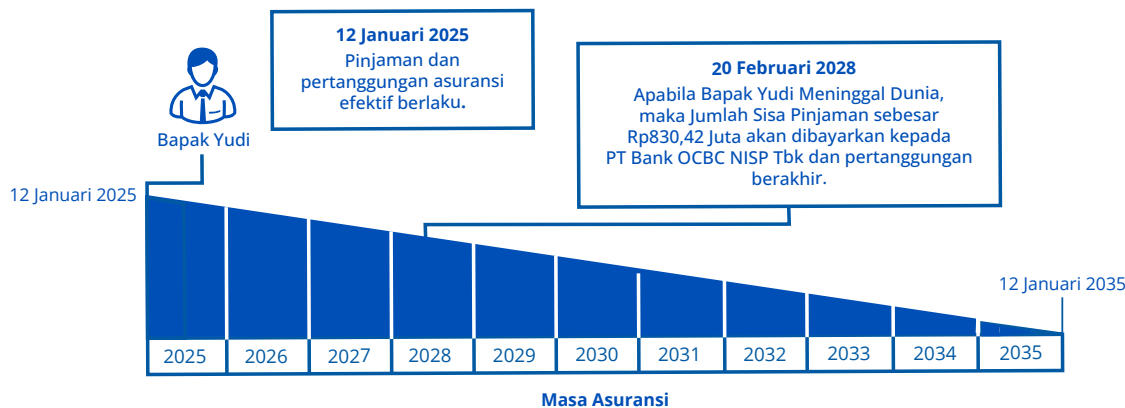 12 Januari 2025
Pinjaman dan
pertanggungan asuransi
efektif berlaku.
20 Februari 2028
Apabila Bapak Yudi Meninggal Dunia,
maka Jumlah Sisa Pinjaman sebesar
Rp830,42 Juta akan dibayarkan kepada
PT Bank OCBC NISP Tbk dan pertanggungan
berakhir.
Bapak Yudi
12 Januari 2025
12 Januari 2035
2025 2026 2027 2028 2029 2030 2031 2032 2033 2034 2035
Masa Asuransi